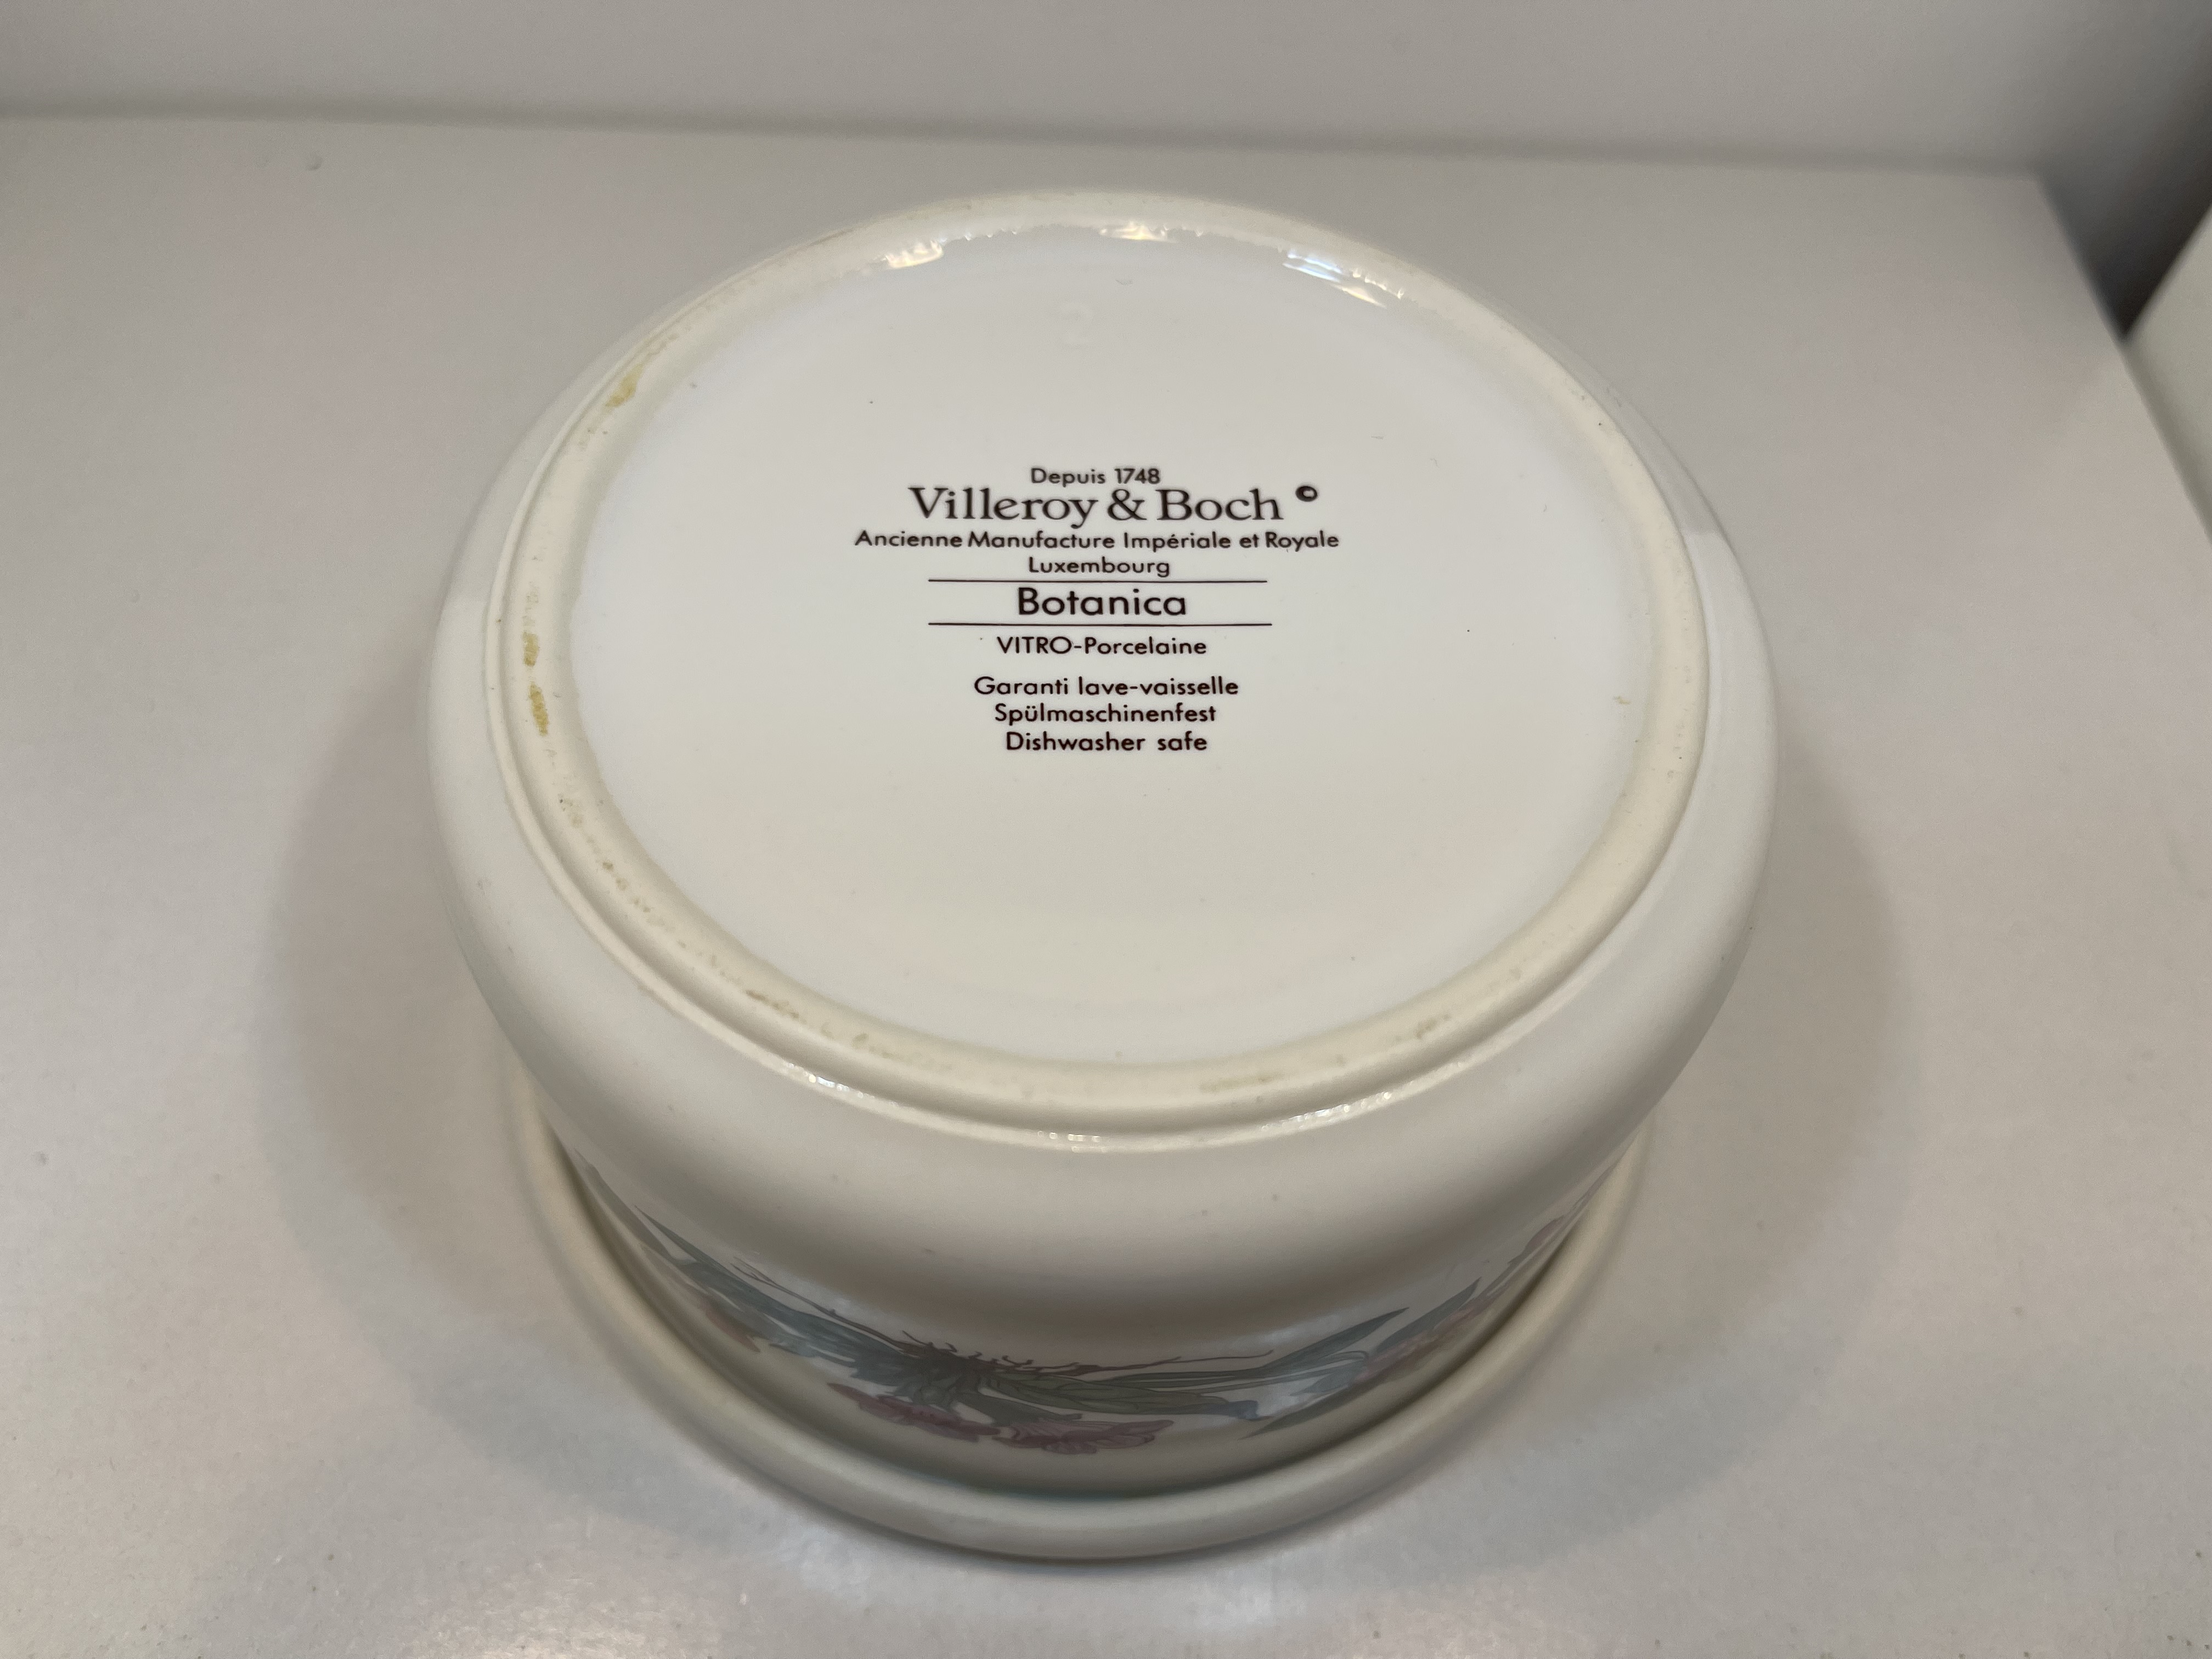 Depuis 1748
Villeroy & Boch ©
Ancienne Manufacture Impériale et Royale
Luxembourg
Botanica
VITRO-Porcelaine
Garanti lave-vaisselle
Spülmaschinenfest
Dishwasher safe